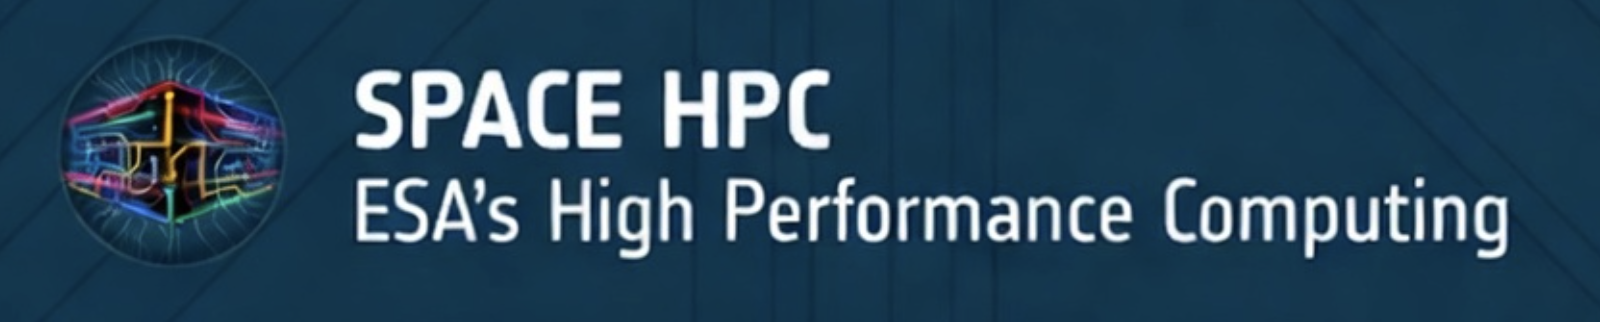 SPACE HPC
ESA’s High Performance Computing